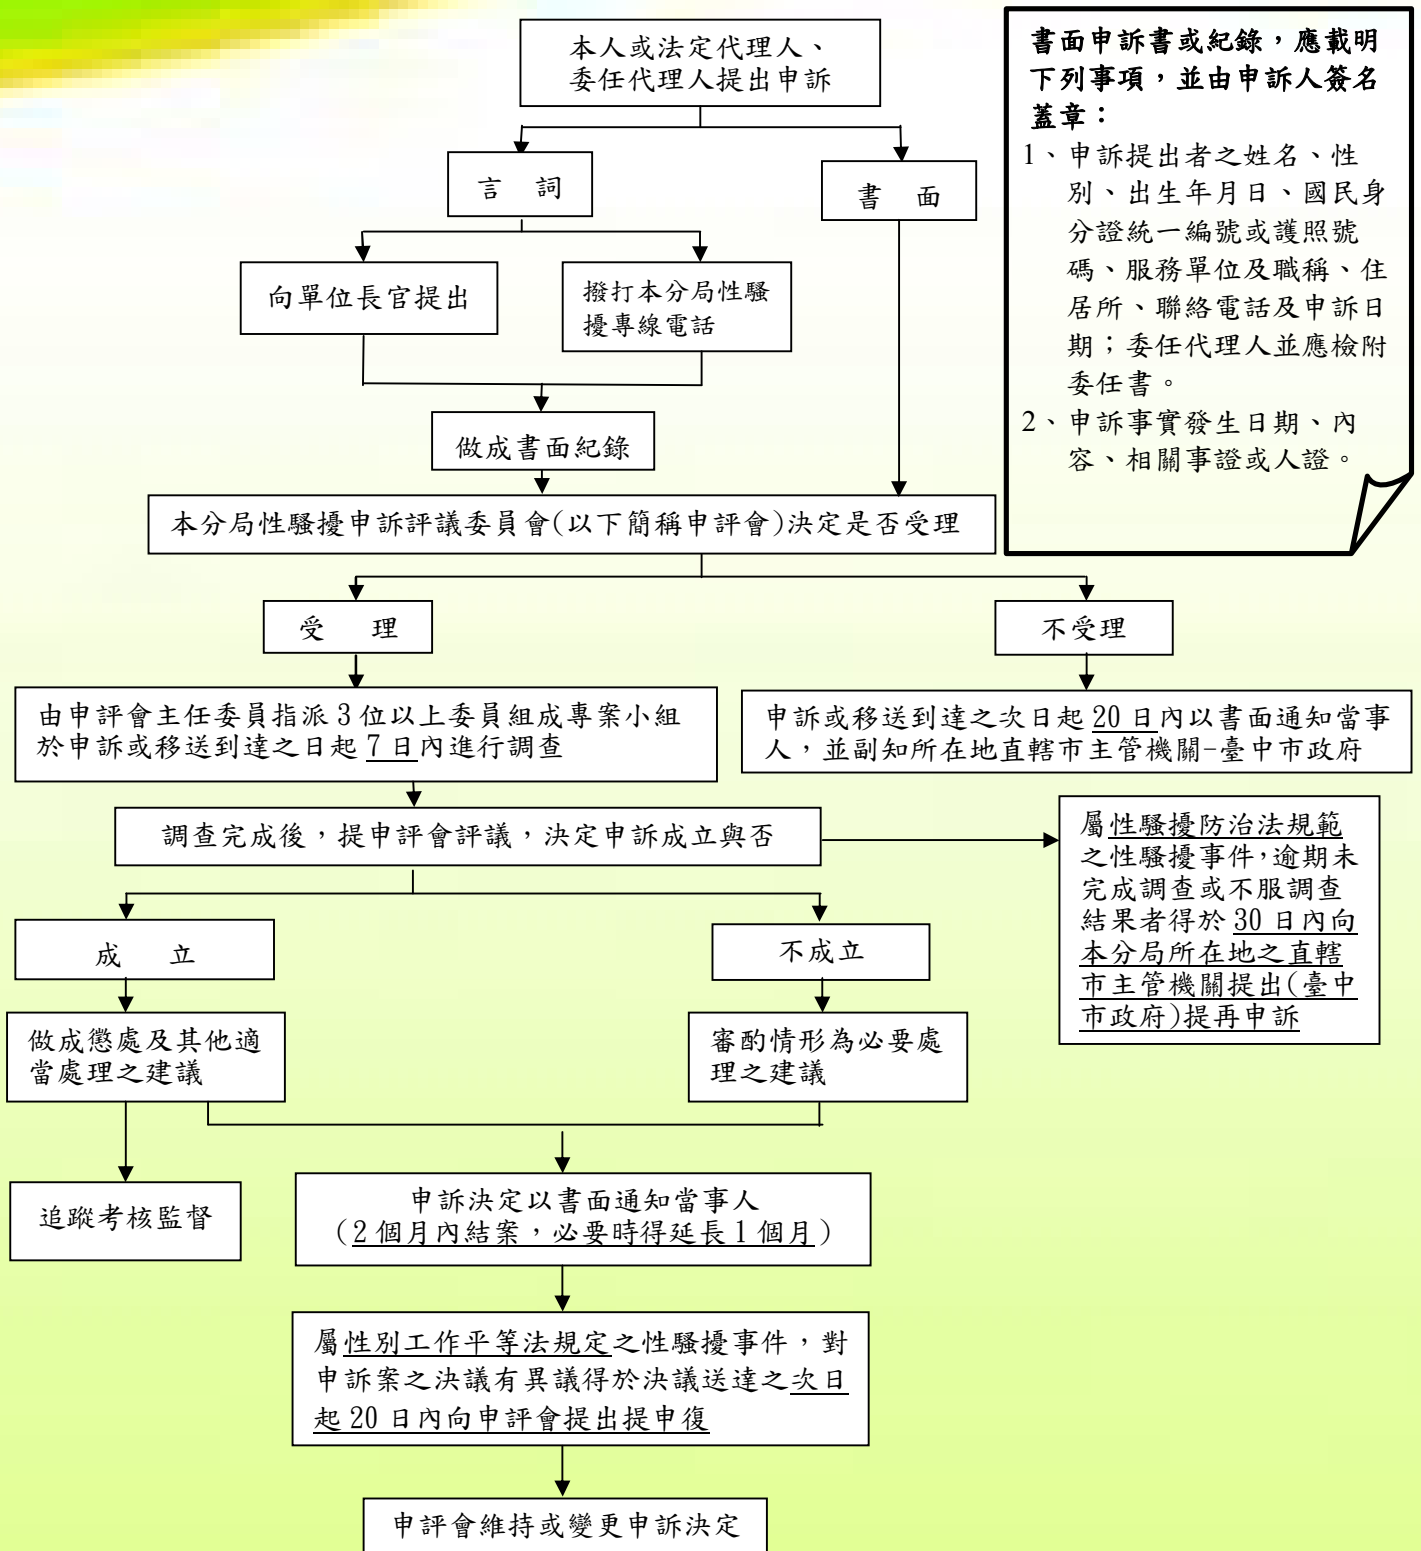 本人或法定代理人、
委任代理人提出申訴
書面申訴書或紀錄，應載明
下列事項，並由申訴人簽名
蓋章：
1、申訴提出者之姓名、性
別、出生年月日、國民身
分證統一編號或護照號
碼、服務單位及職稱、住
居所、聯絡電話及申訴日
期；委任代理人並應檢附
委任書。
2、申訴事實發生日期、內
容、相關事證或人證。
言　詞
書　面
向單位長官提出
撥打本分局性騷
擾專線電話
做成書面紀錄
本分局性騷擾申訴評議委員會(以下簡稱申評會)決定是否受理
受　理
不受理
由申評會主任委員指派3位以上委員組成專案小組
於申訴或移送到達之日起7日內進行調查
申訴或移送到達之次日起20日內以書面通知當事
人，並副知所在地直轄市主管機關-臺中市政府
調查完成後，提申評會評議，決定申訴成立與否
屬性騷擾防治法規範
之性騷擾事件，逾期未
完成調查或不服調查
結果者得於30日內向
本分局所在地之直轄
市主管機關提出(臺中
市政府)提再申訴
成　立
不成立
做成懲處及其他適
當處理之建議
審酌情形為必要處
理之建議
追蹤考核監督
申訴決定以書面通知當事人
（2個月內結案，必要時得延長1個月）
屬性別工作平等法規定之性騷擾事件，對
申訴案之決議有異議得於決議送達之次日
起20日內向申評會提出提申復
申評會維持或變更申訴決定